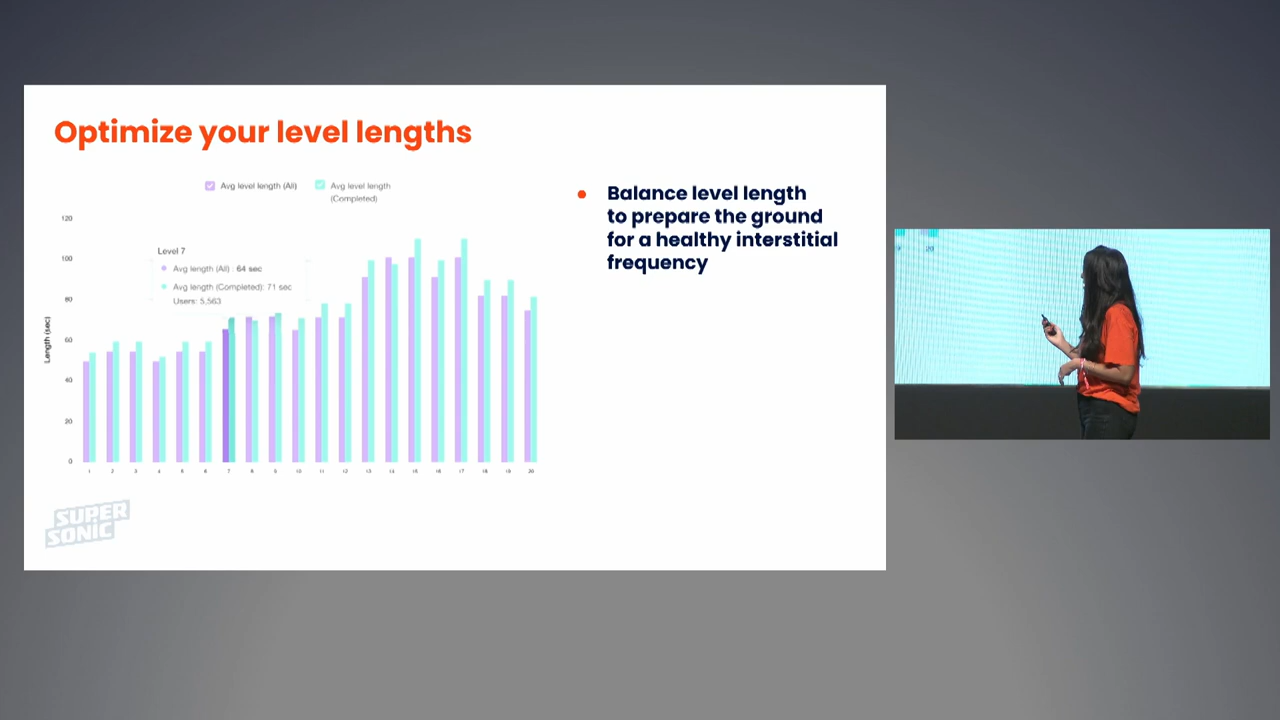 Optimize your level lengths
Avg level length (All)
Avg level length
(Completed)
Balance level length
to prepare the ground
for a healthy interstitial
frequency
Level 7
Avg length (All) : 64 sec
Avg length (Completed): 71 sec
Users: 5,563
Length (sec)
120
100
80
60
40
20
0
1 2 3 4 5 6 7 8 9 10 11 12 13 14 15 16 17 18 19 20
SUPER
SONIC
20